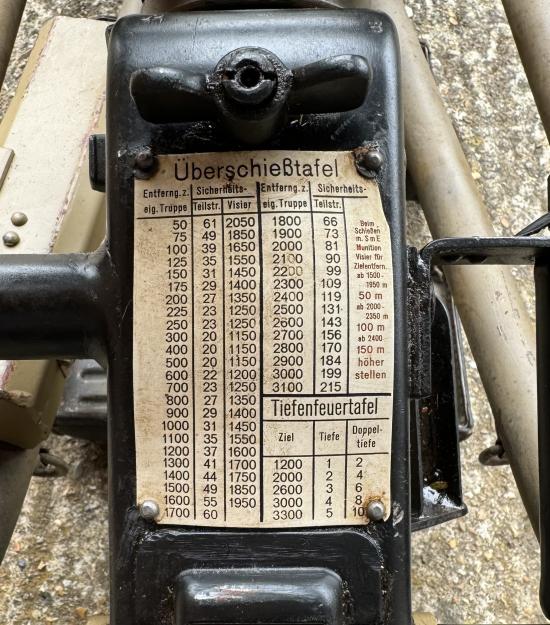 Überschießtafel
Entferng. z. eig. Truppe | Sicherheits- Teilstr. | Visier
50 61 2050
75 49 1850
100 39 1650
125 35 1550
150 31 1450
175 29 1400
200 27 1350
225 23 1250
250 23 1250
300 20 1150
400 20 1150
500 20 1150
600 22 1200
700 23 1250
800 27 1350
900 29 1400
1000 31 1450
1100 35 1550
1200 37 1600
1300 41 1700
1400 44 1750
1500 49 1850
1600 55 1950
1700 60
Entferng. z. eig. Truppe | Sicherheits- Teilstr.
1800 66
1900 73
2000 81
2100 90
2200 99
2300 109
2400 119
2500 131
2600 143
2700 156
2800 170
2900 184
3000 199
3100 215
Beim
Schießen
m. S m E
Munition
Visier für
Zielentfern.
ab 1500-
1950 m
50 m
ab 2000-
2350 m
100 m
ab 2400
150 m
höher
stellen
Tiefenfeuertafel
Ziel | Tiefe | Doppel-tiefe
1200 1 2
2000 2 4
2600 3 6
3000 4 8
3300 5 10